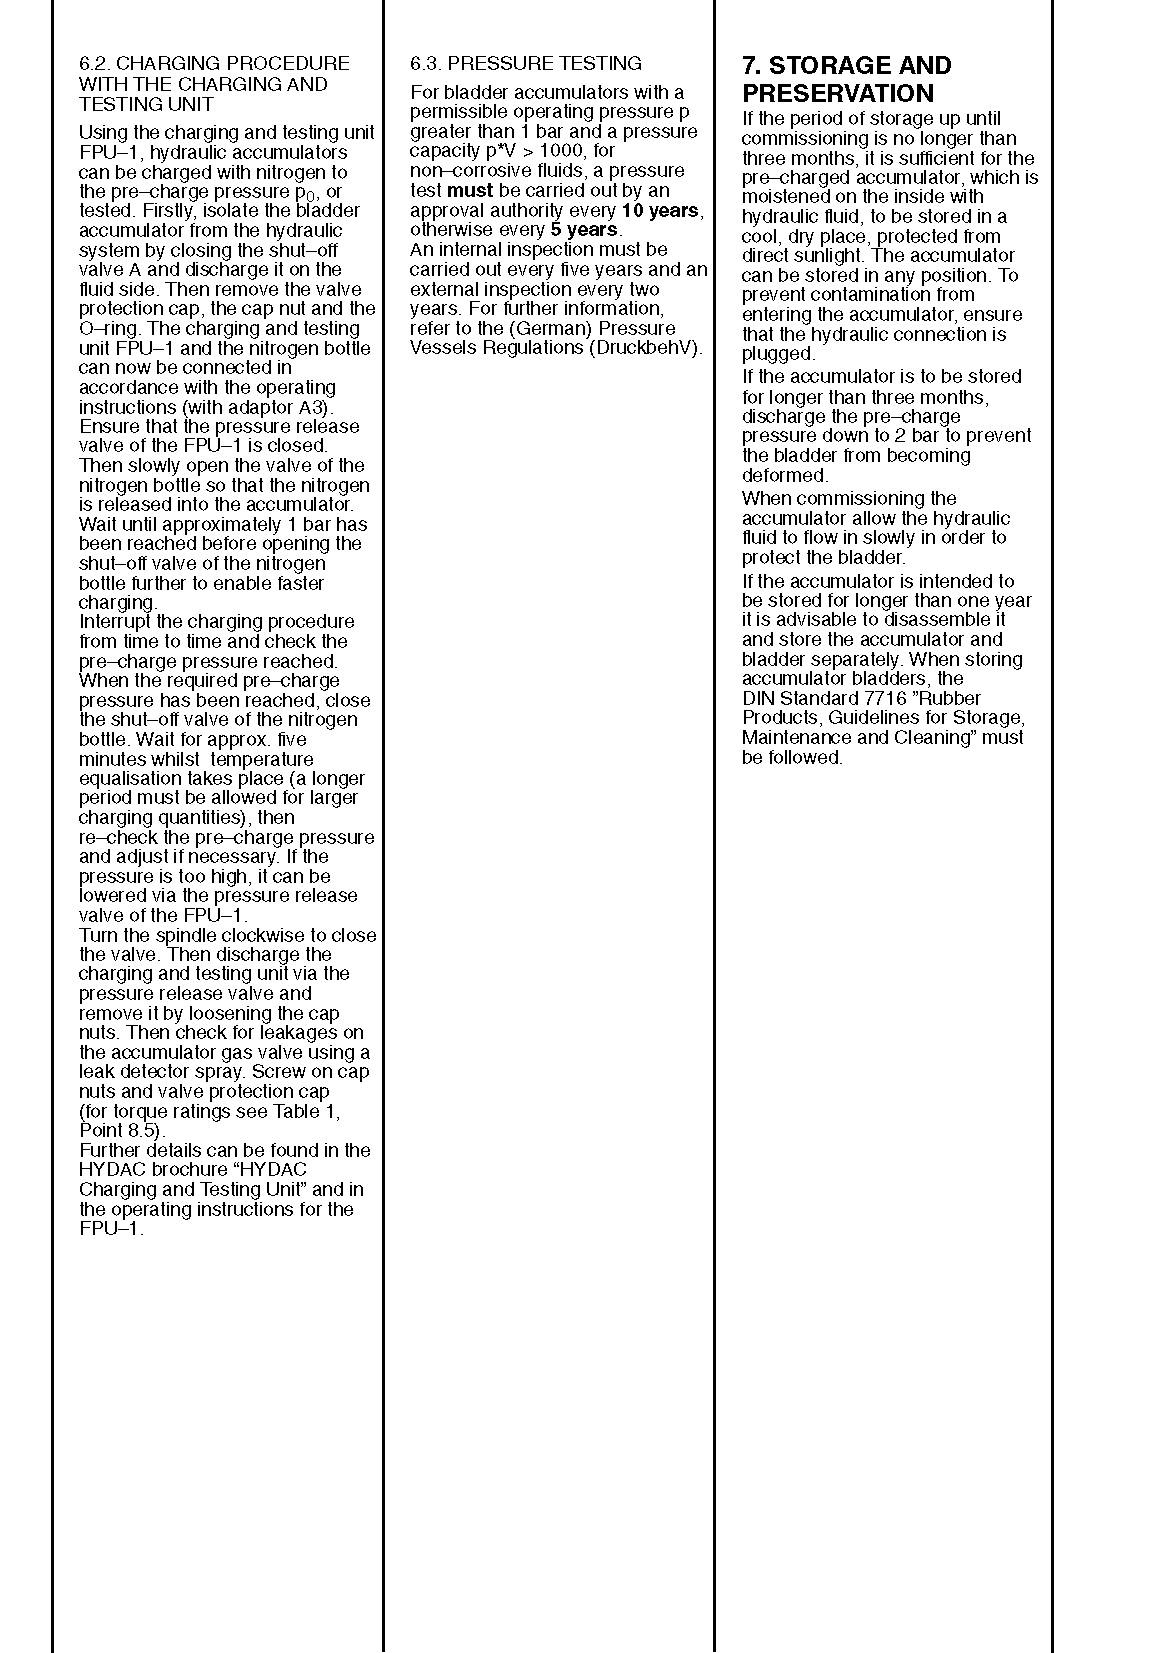 6.2. CHARGING PROCEDURE
WITH THE CHARGING AND
TESTING UNIT
Using the charging and testing unit
FPU–1, hydraulic accumulators
can be charged with nitrogen to
the pre–charge pressure p0, or
tested. Firstly, isolate the bladder
accumulator from the hydraulic
system by closing the shut–off
valve A and discharge it on the
fluid side. Then remove the valve
protection cap, the cap nut and the
O–ring. The charging and testing
unit FPU–1 and the nitrogen bottle
can now be connected in
accordance with the operating
instructions (with adaptor A3).
Ensure that the pressure release
valve of the FPU–1 is closed.
Then slowly open the valve of the
nitrogen bottle so that the nitrogen
is released into the accumulator.
Wait until approximately 1 bar has
been reached before opening the
shut–off valve of the nitrogen
bottle further to enable faster
charging.
Interrupt the charging procedure
from time to time and check the
pre–charge pressure reached.
When the required pre–charge
pressure has been reached, close
the shut–off valve of the nitrogen
bottle. Wait for approx. five
minutes whilst  temperature
equalisation takes place (a longer
period must be allowed for larger
charging quantities), then
re–check the pre–charge pressure
and adjust if necessary. If the
pressure is too high, it can be
lowered via the pressure release
valve of the FPU–1.
Turn the spindle clockwise to close
the valve. Then discharge the
charging and testing unit via the
pressure release valve and
remove it by loosening the cap
nuts. Then check for leakages on
the accumulator gas valve using a
leak detector spray. Screw on cap
nuts and valve protection cap
(for torque ratings see Table 1,
Point 8.5).
Further details can be found in the
HYDAC brochure “HYDAC
Charging and Testing Unit” and in
the operating instructions for the
FPU–1.
6.3. PRESSURE TESTING
For bladder accumulators with a
permissible operating pressure p
greater than 1 bar and a pressure
capacity p*V > 1000, for
non–corrosive fluids, a pressure
test must be carried out by an
approval authority every 10 years,
otherwise every 5 years.
An internal inspection must be
carried out every five years and an
external inspection every two
years. For further information,
refer to the (German) Pressure
Vessels Regulations (DruckbehV).
7. STORAGE AND
PRESERVATION
If the period of storage up until
commissioning is no longer than
three months, it is sufficient for the
pre–charged accumulator, which is
moistened on the inside with
hydraulic fluid, to be stored in a
cool, dry place, protected from
direct sunlight. The accumulator
can be stored in any position. To
prevent contamination from
entering the accumulator, ensure
that the hydraulic connection is
plugged.
If the accumulator is to be stored
for longer than three months,
discharge the pre–charge
pressure down to 2 bar to prevent
the bladder from becoming
deformed.
When commissioning the
accumulator allow the hydraulic
fluid to flow in slowly in order to
protect the bladder.
If the accumulator is intended to
be stored for longer than one year
it is advisable to disassemble it
and store the accumulator and
bladder separately. When storing
accumulator bladders, the
DIN Standard 7716 ”Rubber
Products, Guidelines for Storage,
Maintenance and Cleaning” must
be followed.